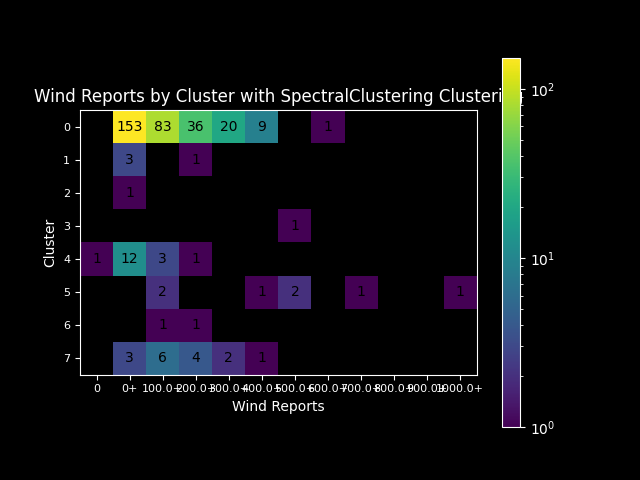 Wind Reports by Cluster with SpectralClustering Clustering
0 153 83 36 20 9 1
1 3 1
2 1
3 1
4 1 12 3 1
5 2 1 2 1 1
6 1 1
7 3 6 4 2 1
0 0+ 100.0+ 200.0+ 300.0+ 400.0+ 500.0+ 600.0+ 700.0+ 800.0+ 900.0+ 1000.0+
Wind Reports
Cluster
10²
10¹
10⁰